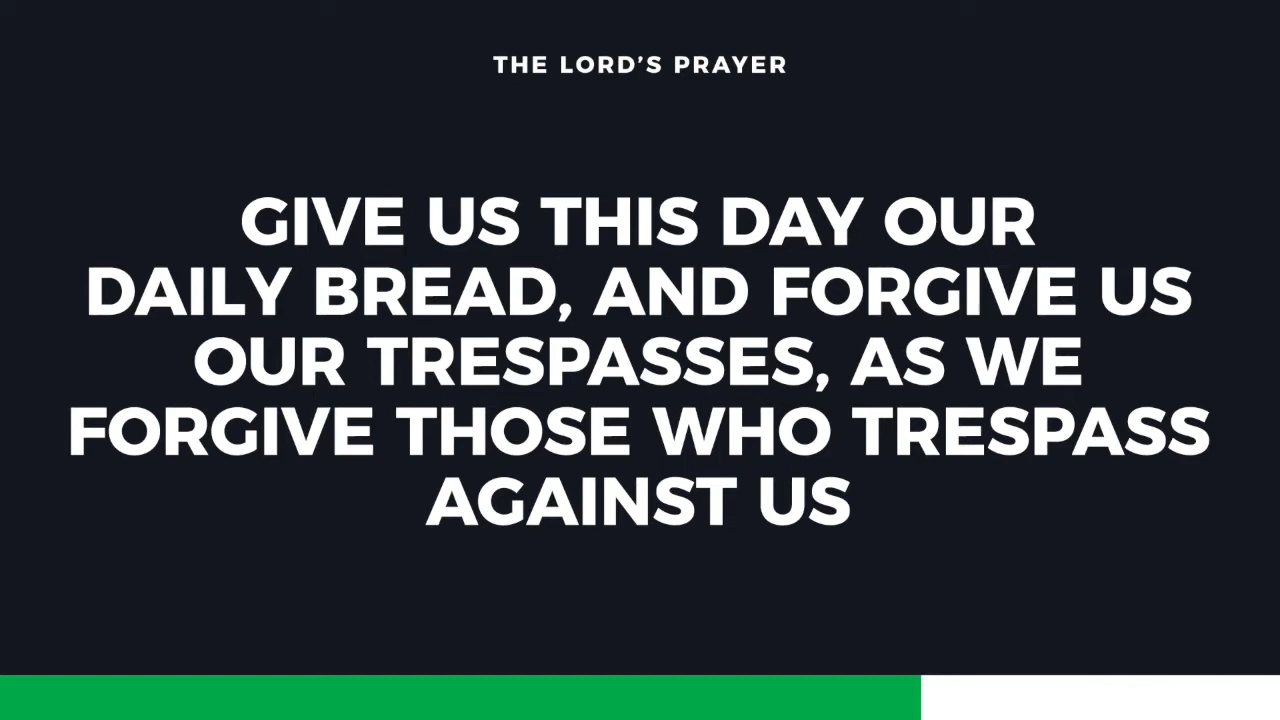 THE LORD’S PRAYER
GIVE US THIS DAY OUR
DAILY BREAD, AND FORGIVE US
OUR TRESPASSES, AS WE
FORGIVE THOSE WHO TRESPASS
AGAINST US